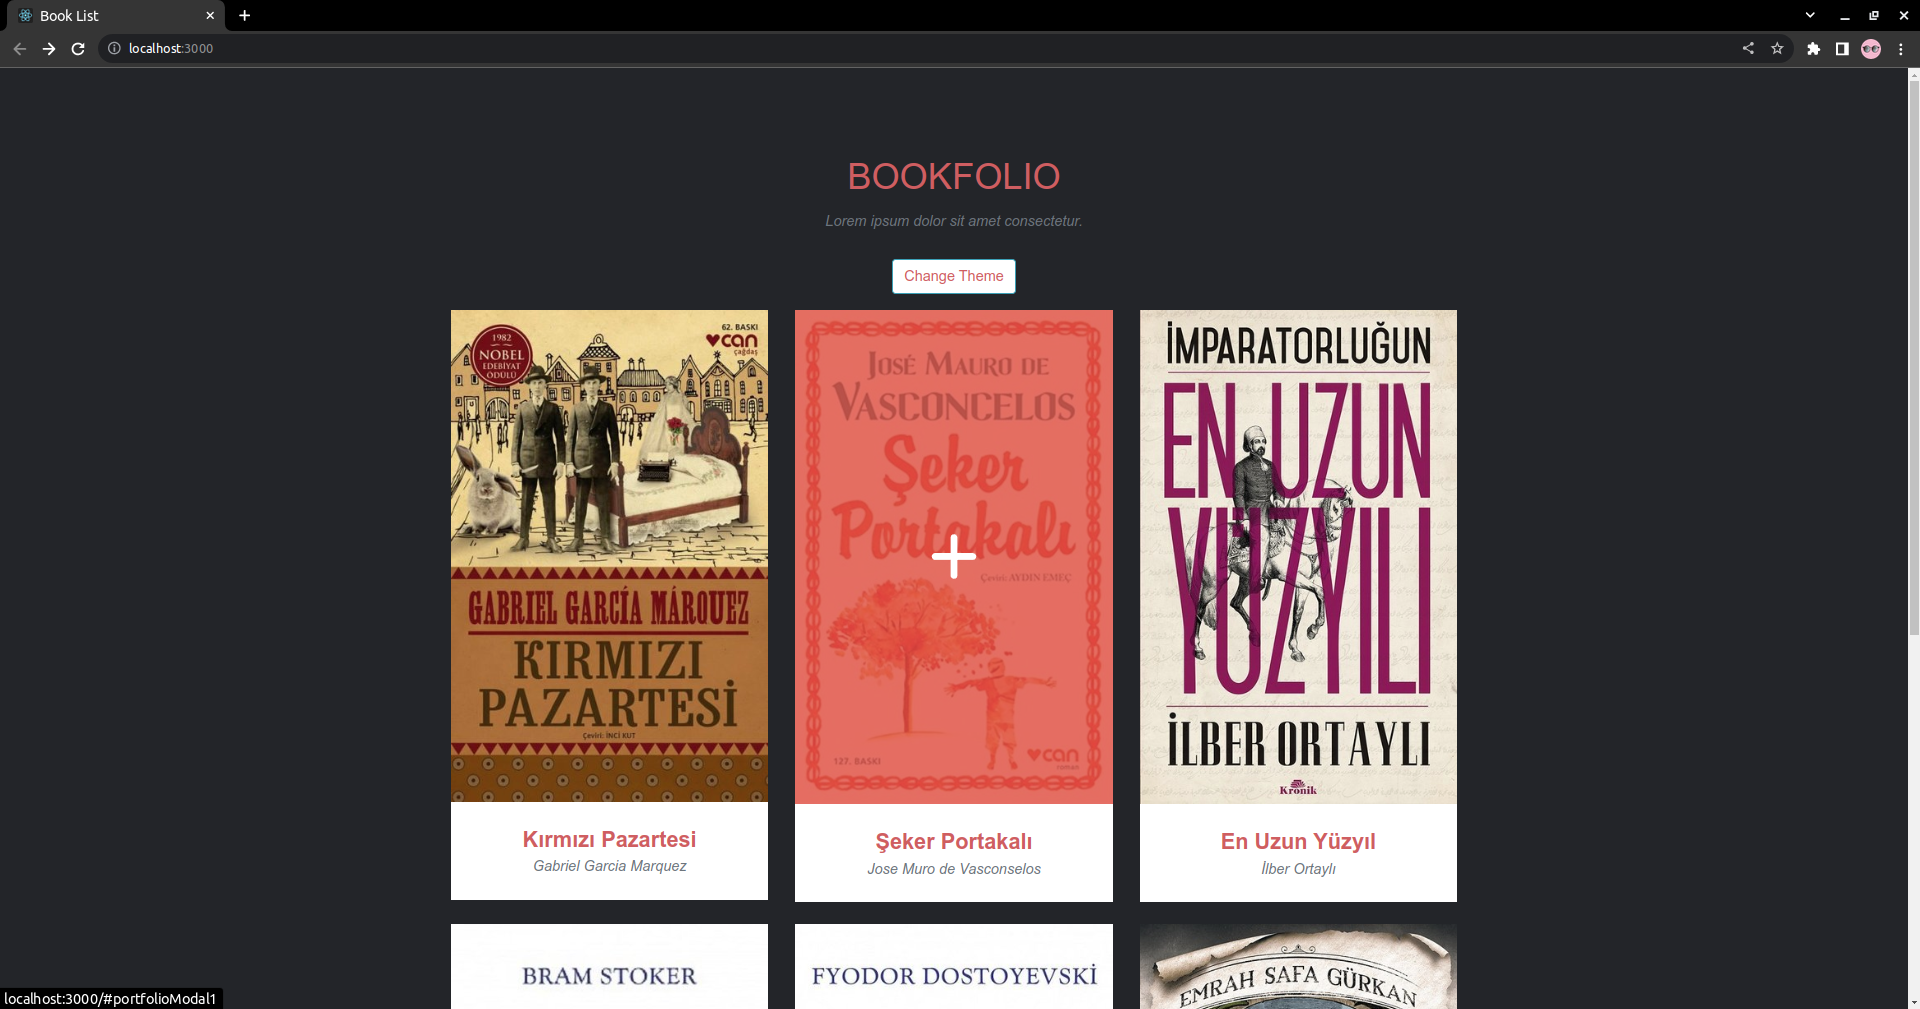 Book List
localhost:3000
BOOKFOLIO
Lorem ipsum dolor sit amet consectetur.
Change Theme
1982
NOBEL
EDEBİYAT
ÖDÜLÜ
62. BASKI
can
çağdaş
GABRIEL GARCÍA MÁRQUEZ
KIRMIZI
PAZARTESİ
Çeviri: İNCİ KUT
Kırmızı Pazartesi
Gabriel Garcia Marquez
JOSÉ MAURO DE
VASCONCELOS
Şeker
Portakalı
Çeviri: AYDIN EMEÇ
127. BASKI
can
roman
Şeker Portakalı
Jose Muro de Vasconselos
İMPARATORLUĞUN
EN UZUN
YÜZYILI
İLBER ORTAYLI
Kronik
En Uzun Yüzyıl
İlber Ortaylı
BRAM STOKER
FYODOR DOSTOYEVSKİ
EMRAH SAFA GÜRKAN
localhost:3000/#portfolioModal1